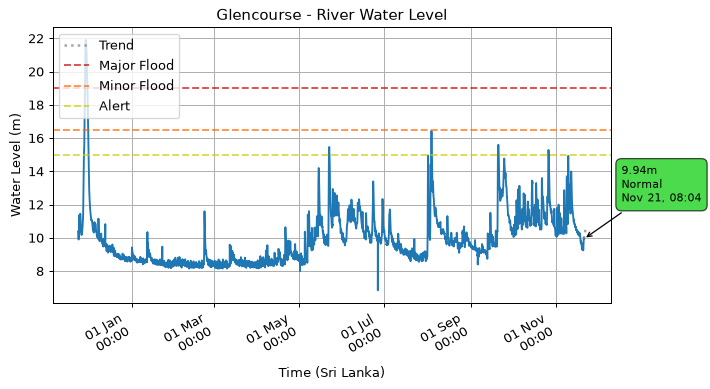 Glencourse - River Water Level
Trend
Major Flood
Minor Flood
Alert
Water Level (m)
22
20
18
16
14
12
10
8
9.94m
Normal
Nov 21, 08:04
01 Jan
00:00
01 Mar
00:00
01 May
00:00
01 Jul
00:00
01 Sep
00:00
01 Nov
00:00
Time (Sri Lanka)